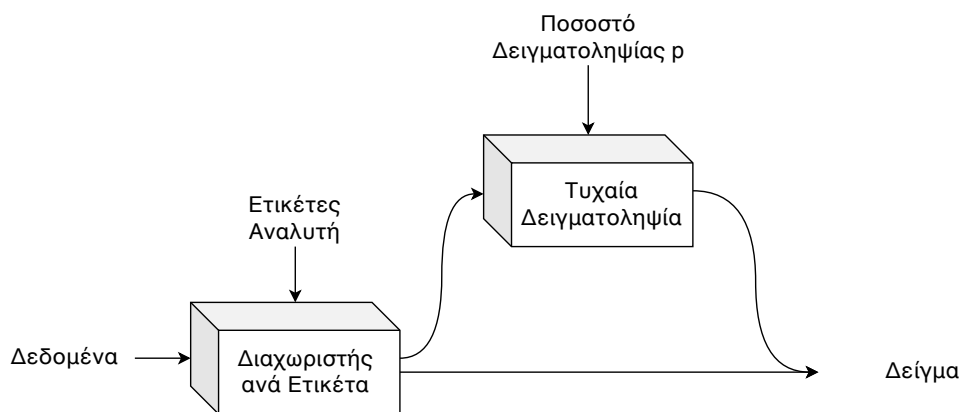 Ποσοστό
Δειγματοληψίας p
Τυχαία
Δειγματοληψία
Ετικέτες
Αναλυτή
Δεδομένα
Διαχωριστής
ανά Ετικέτα
Δείγμα